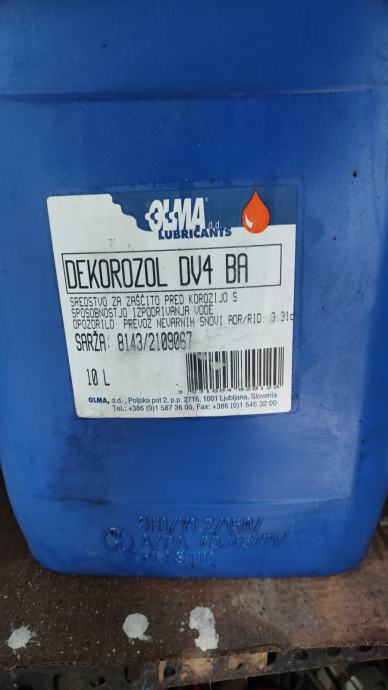 OLMA d.d.
LUBRICANTS
DEKOROZOL DV4 BA
SREDSTVO ZA ZAŠČITO PRED KOROZIJO S
SPOSOBNOSTJO IZPODRIVANJA VODE
OPOZORILO: PREVOZ NEVARNIH SNOVI ADR/RID 3 31c
SARŽA: 8143/2109067
10 L
OLMA, d.d., Poljska pot 2, p.p. 2716, 1001 Ljubljana, Slovenia
Tel.: +386 (0)1 587 36 00, Fax: +386 (0)1 546 32 00